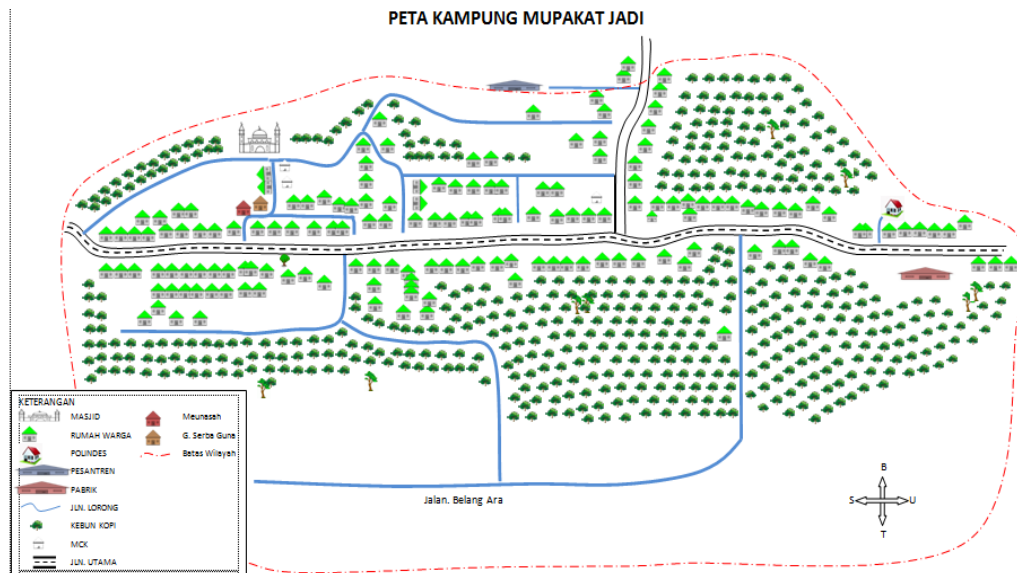 PETA KAMPUNG MUPAKAT JADI
Jalan. Belang Ara
B
S
U
T
KETERANGAN
MASJID
Meunasah
RUMAH WARGA
G. Serba Guna
POLINDES
Batas Wilayah
PESANTREN
PABRIK
JLN. LORONG
KEBUN KOPI
MCK
JLN. UTAMA